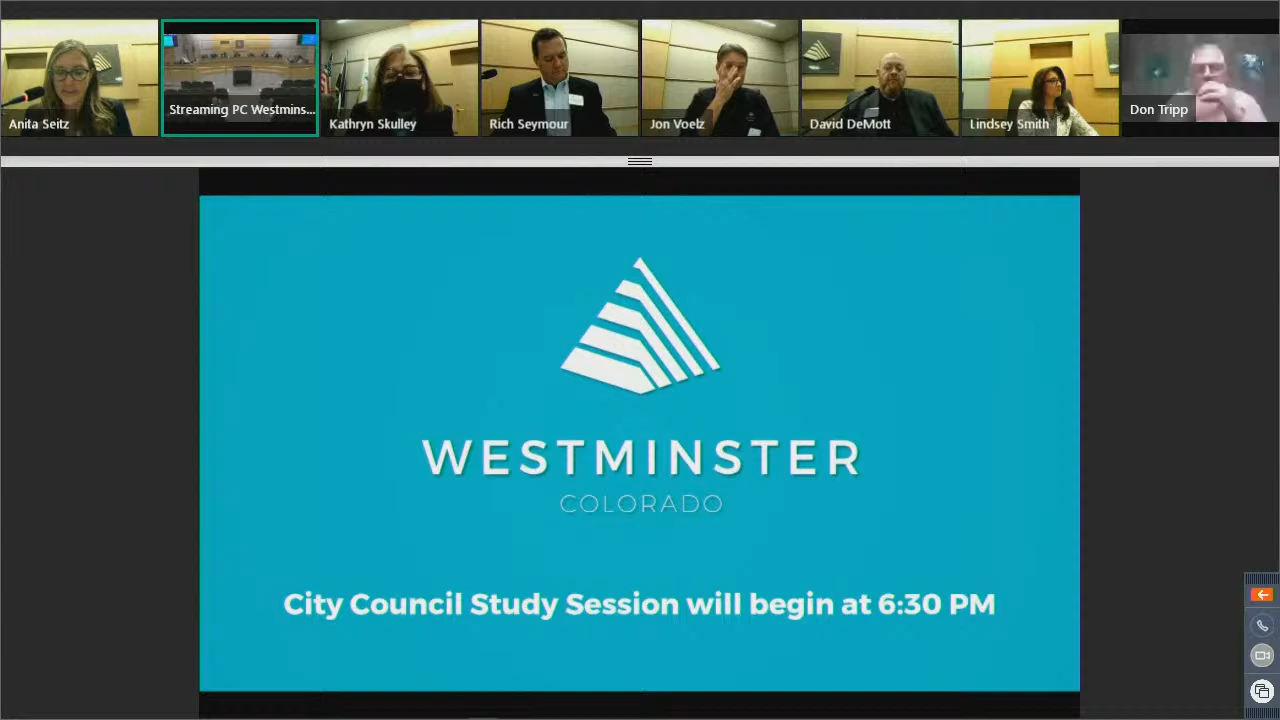 Anita Seitz
Streaming PC Westmins...
Kathryn Skulley
Rich Seymour
Jon Voelz
David DeMott
Lindsey Smith
Don Tripp
WESTMINSTER
COLORADO
City Council Study Session will begin at 6:30 PM